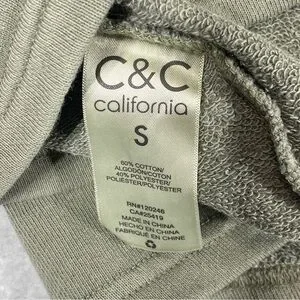 C&C
california
S
60% COTTON/
ALGODON/COTON
40% POLYESTER/
POLIESTER/POLYESTER
RN#120246
CA#25419
MADE IN CHINA
HECHO EN CHINA
FABRIQUÉ EN CHINE